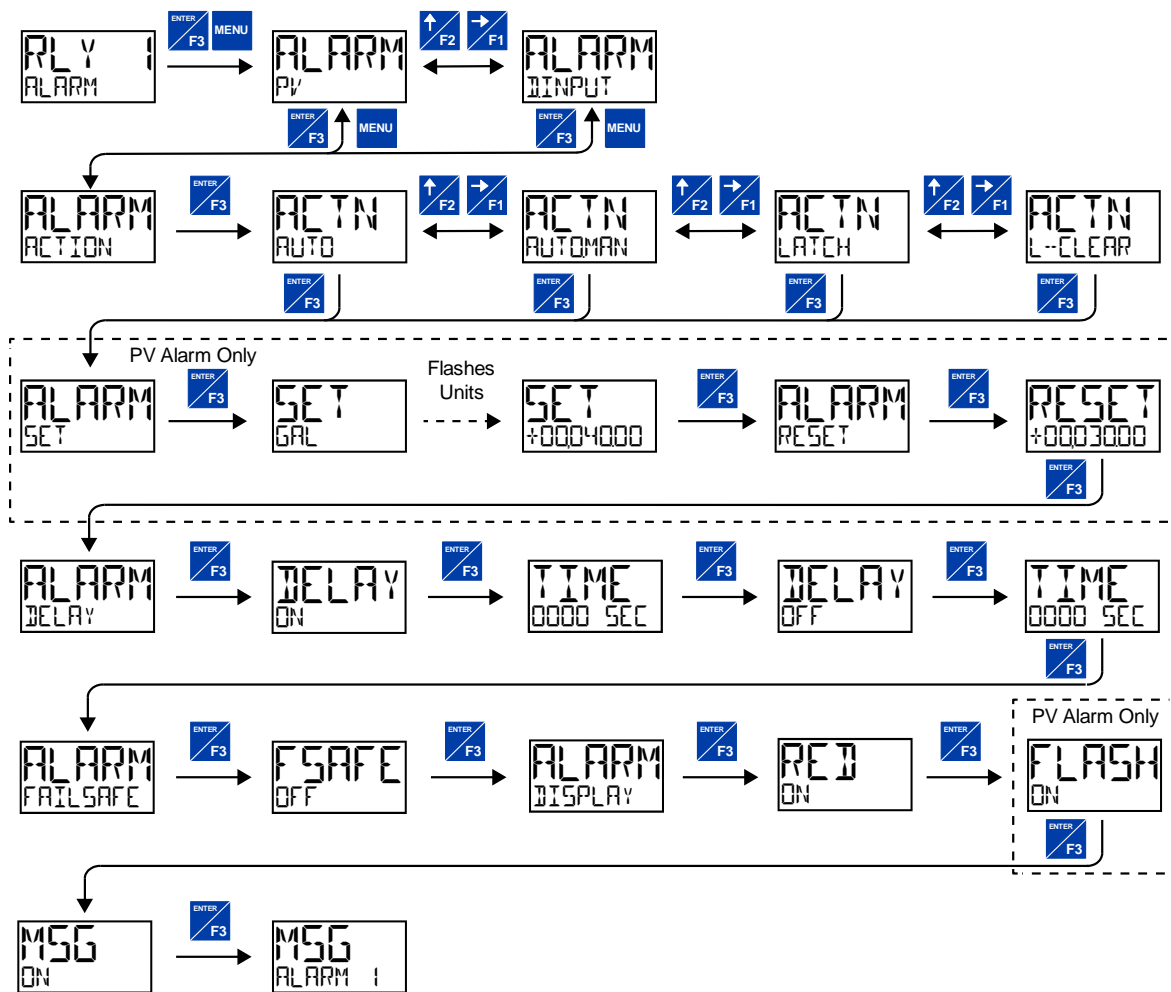 ENTER F3 MENU
F2 F1
RLY 1
ALARM
ALARM
PV
ALARM
D.INPUT
ENTER F3 MENU
ENTER F3 MENU
ENTER F3
F2 F1
F2 F1
F2 F1
ALARM
ACTION
ACTN
AUTO
ACTN
AUTO.MAN
ACTN
LATCH
ACTN
L--CLEAR
ENTER F3
ENTER F3
ENTER F3
ENTER F3
PV Alarm Only
ENTER F3
Flashes
Units
ENTER F3
ENTER F3
ALARM
SET
SET
GAL
SET
+00,040.00
ALARM
RESET
RESET
+00,030.00
ENTER F3
ENTER F3
ENTER F3
ENTER F3
ENTER F3
ALARM
DELAY
DELAY
ON
TIME
0000 SEC
DELAY
OFF
TIME
0000 SEC
ENTER F3
ENTER F3
ENTER F3
ENTER F3
ENTER F3
PV Alarm Only
ALARM
FAILSAFE
FSAFE
OFF
ALARM
DISPLAY
RED
ON
FLASH
ON
ENTER F3
ENTER F3
MSG
ON
MSG
ALARM 1